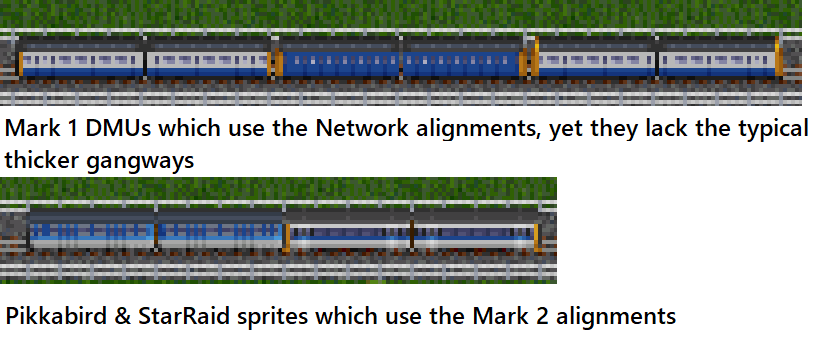 Mark 1 DMUs which use the Network alignments, yet they lack the typical
thicker gangways
Pikkabird & StarRaid sprites which use the Mark 2 alignments